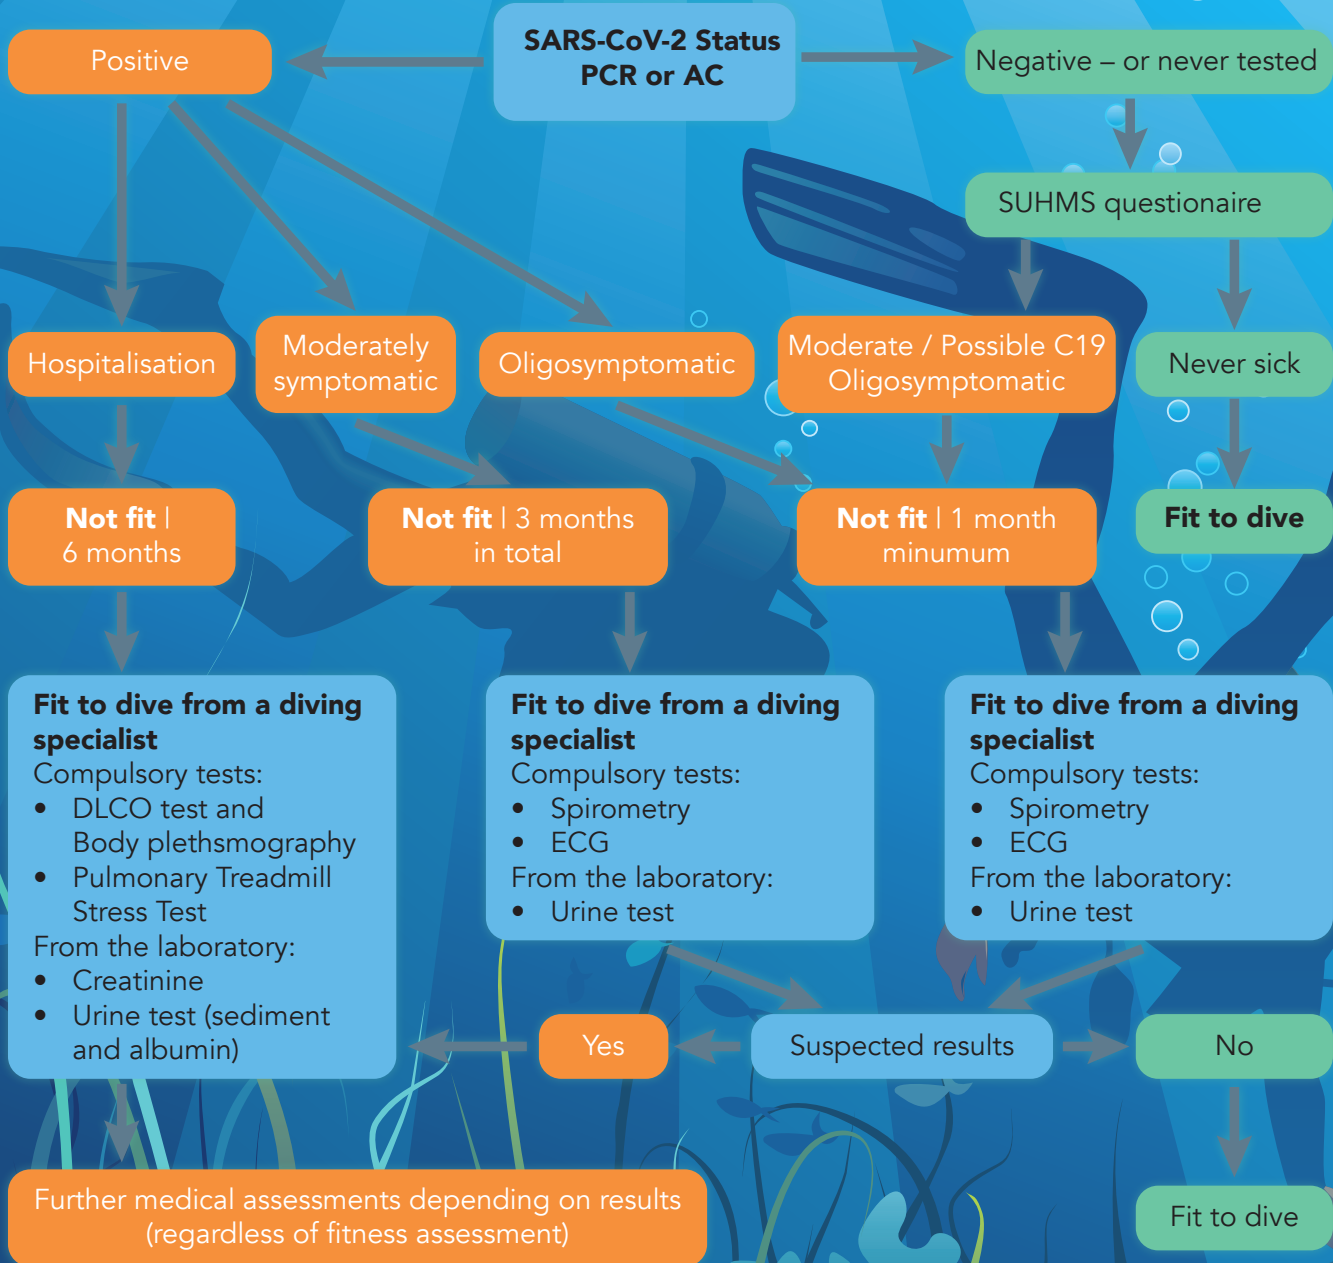 SARS-CoV-2 Status
PCR or AC
Positive
Negative – or never tested
SUHMS questionaire
Hospitalisation
Moderately
symptomatic
Oligosymptomatic
Moderate / Possible C19
Oligosymptomatic
Never sick
Not fit |
6 months
Not fit | 3 months
in total
Not fit | 1 month
minumum
Fit to dive
Fit to dive from a diving
specialist
Compulsory tests:
• DLCO test and
Body plethsmography
• Pulmonary Treadmill
Stress Test
From the laboratory:
• Creatinine
• Urine test (sediment
and albumin)
Fit to dive from a diving
specialist
Compulsory tests:
• Spirometry
• ECG
From the laboratory:
• Urine test
Fit to dive from a diving
specialist
Compulsory tests:
• Spirometry
• ECG
From the laboratory:
• Urine test
Yes
Suspected results
No
Further medical assessments depending on results
(regardless of fitness assessment)
Fit to dive